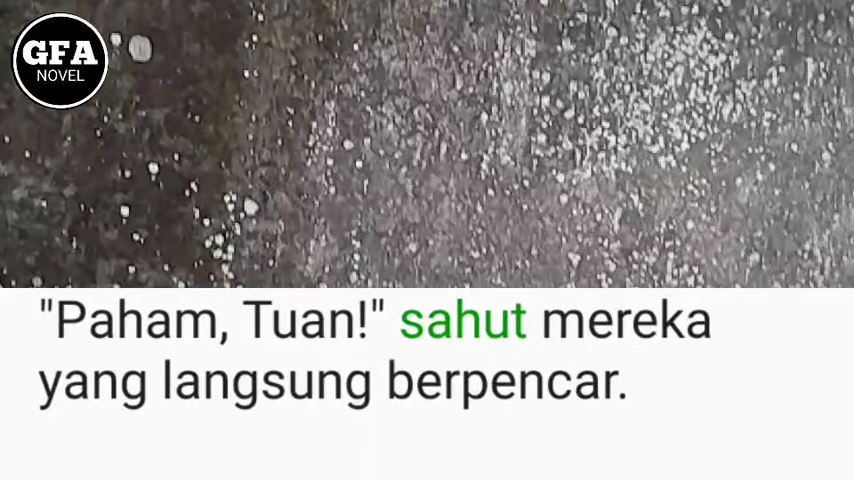 GFA
NOVEL
"Paham, Tuan!" sahut mereka
yang langsung berpencar.